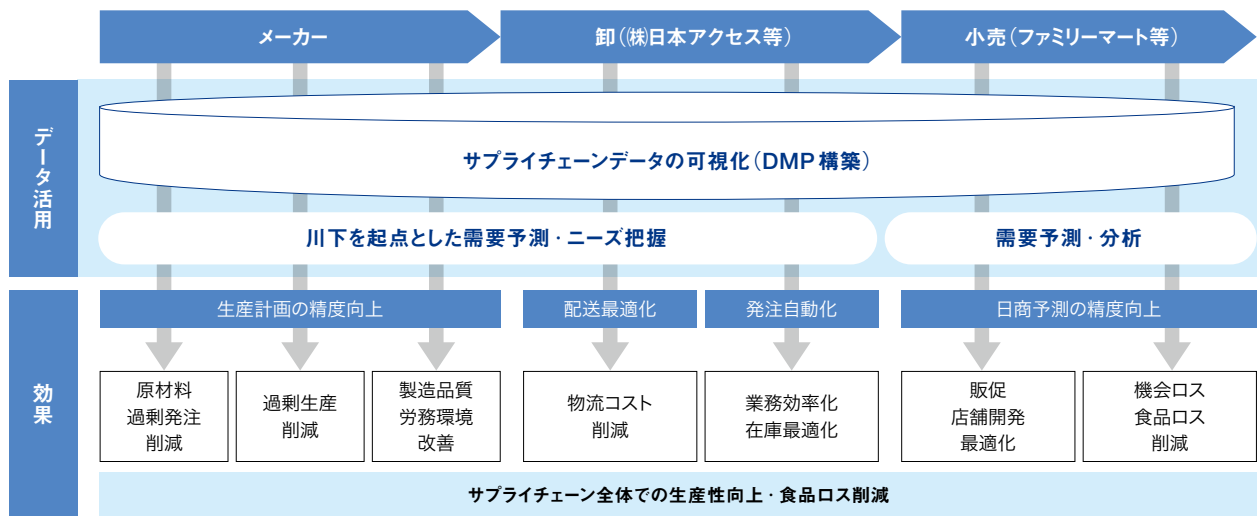 メーカー
卸（㈱日本アクセス等）
小売（ファミリーマート等）
データ活用
サプライチェーンデータの可視化（DMP構築）
川下を起点とした需要予測・ニーズ把握
需要予測・分析
効果
生産計画の精度向上
配送最適化
発注自動化
日商予測の精度向上
原材料
過剰発注
削減
過剰生産
削減
製造品質
労務環境
改善
物流コスト
削減
業務効率化
在庫最適化
販促
店舗開発
最適化
機会ロス
食品ロス
削減
サプライチェーン全体での生産性向上・食品ロス削減